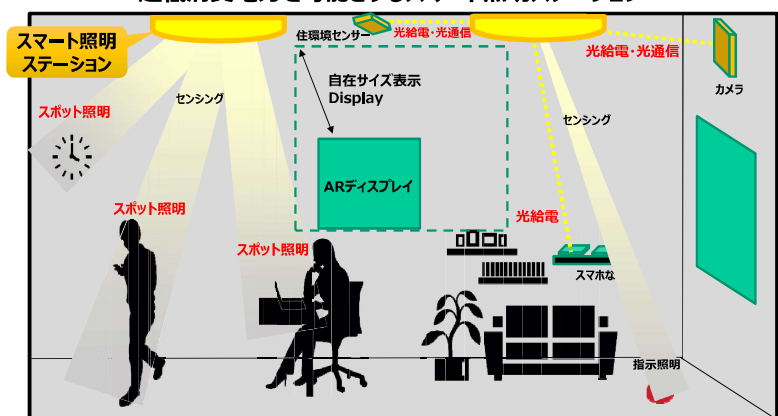 住環境センサー
光給電・光通信
スマート照明
ステーション
光給電・光通信
カメラ
自在サイズ表示
Display
センシング
スポット照明
センシング
ARディスプレイ
スポット照明
光給電
スポット照明
スマホな
指示照明